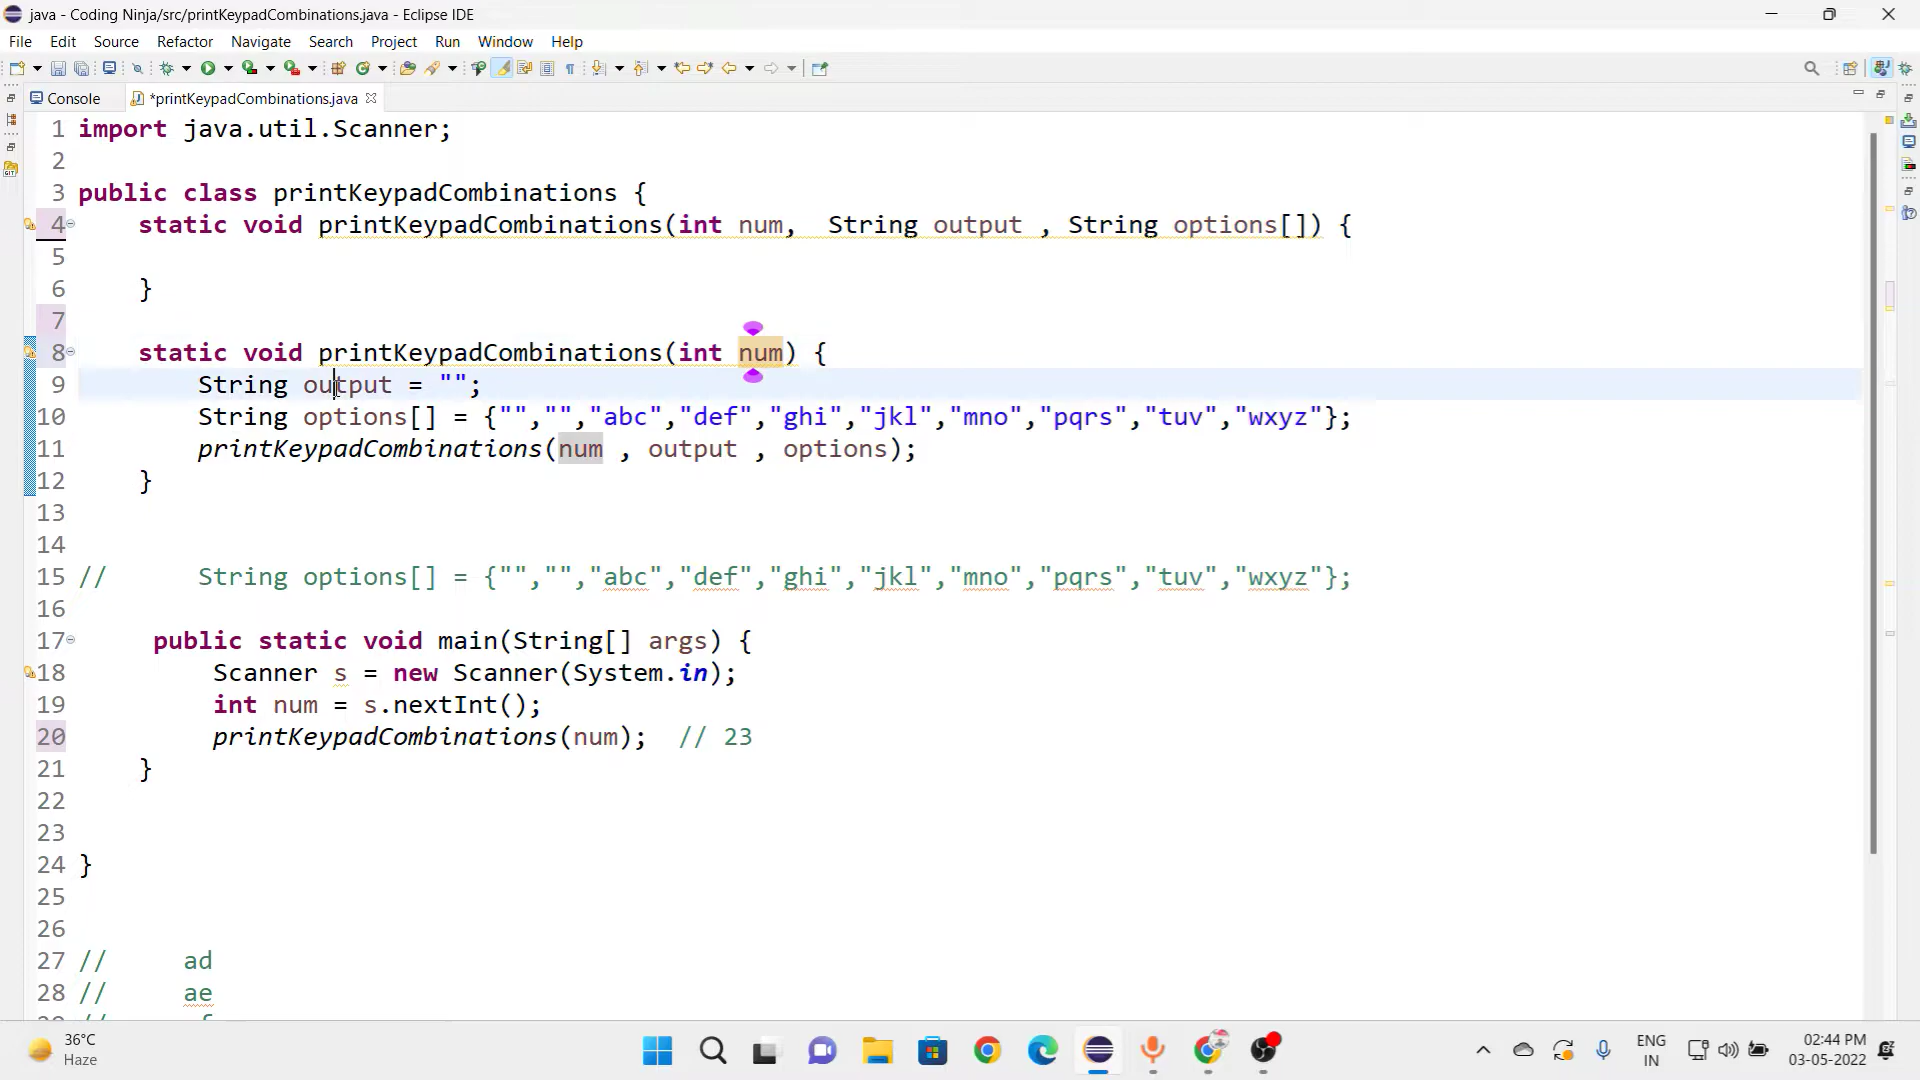 java - Coding Ninja/src/printKeypadCombinations.java - Eclipse IDE
File Edit Source Refactor Navigate Search Project Run Window Help
Console *printKeypadCombinations.java
1 import java.util.Scanner;
2
3 public class printKeypadCombinations {
4 static void printKeypadCombinations(int num,  String output , String options[]) {
5
6 }
7
8 static void printKeypadCombinations(int num) {
9 String output = "";
10 String options[] = {"","","abc","def","ghi","jkl","mno","pqrs","tuv","wxyz"};
11 printKeypadCombinations(num , output , options);
12 }
13
14
15 // String options[] = {"","","abc","def","ghi","jkl","mno","pqrs","tuv","wxyz"};
16
17 public static void main(String[] args) {
18 Scanner s = new Scanner(System.in);
19 int num = s.nextInt();
20 printKeypadCombinations(num);  // 23
21 }
22
23
24 }
25
26
27 // ad
28 // ae
36°C
Haze
ENG
IN
02:44 PM
03-05-2022